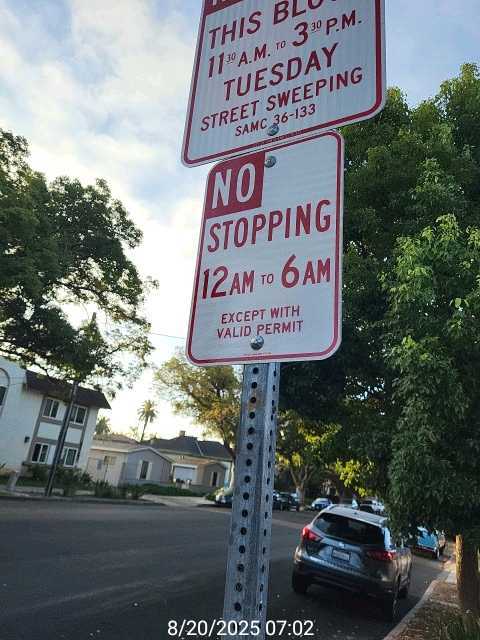 THIS BLOCK
11³⁰ A.M. TO 3³⁰ P.M.
TUESDAY
STREET SWEEPING
SAMC 36-133
NO
STOPPING
12AM TO 6AM
EXCEPT WITH
VALID PERMIT
8/20/2025 07:02